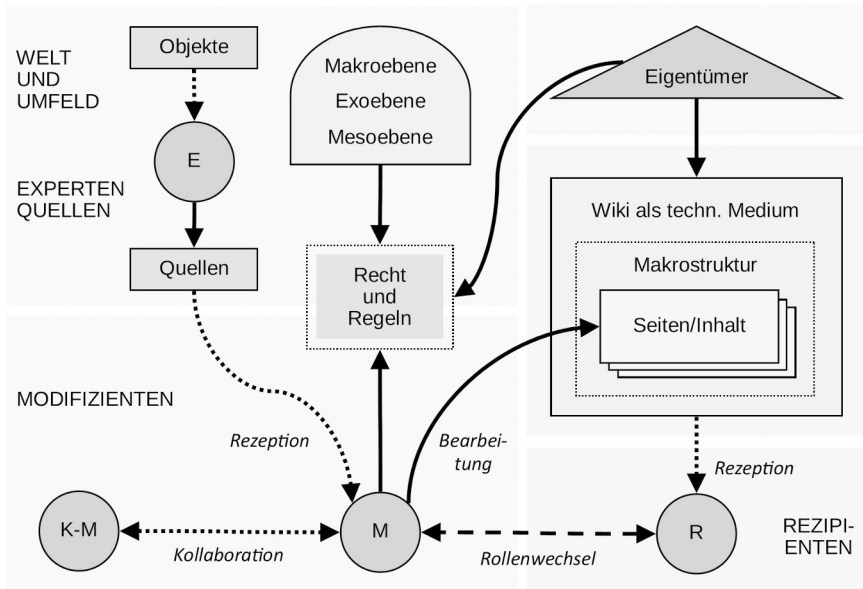 WELT
UND
UMFELD
Objekte
E
EXPERTEN
QUELLEN
Quellen
Makroebene
Exoebene
Mesoebene
Recht
und
Regeln
Eigentümer
Wiki als techn. Medium
Makrostruktur
Seiten/Inhalt
MODIFIZIENTEN
Rezeption
Bearbei-
tung
Rezeption
K-M
Kollaboration
M
Rollenwechsel
R
REZIPI-
ENTEN